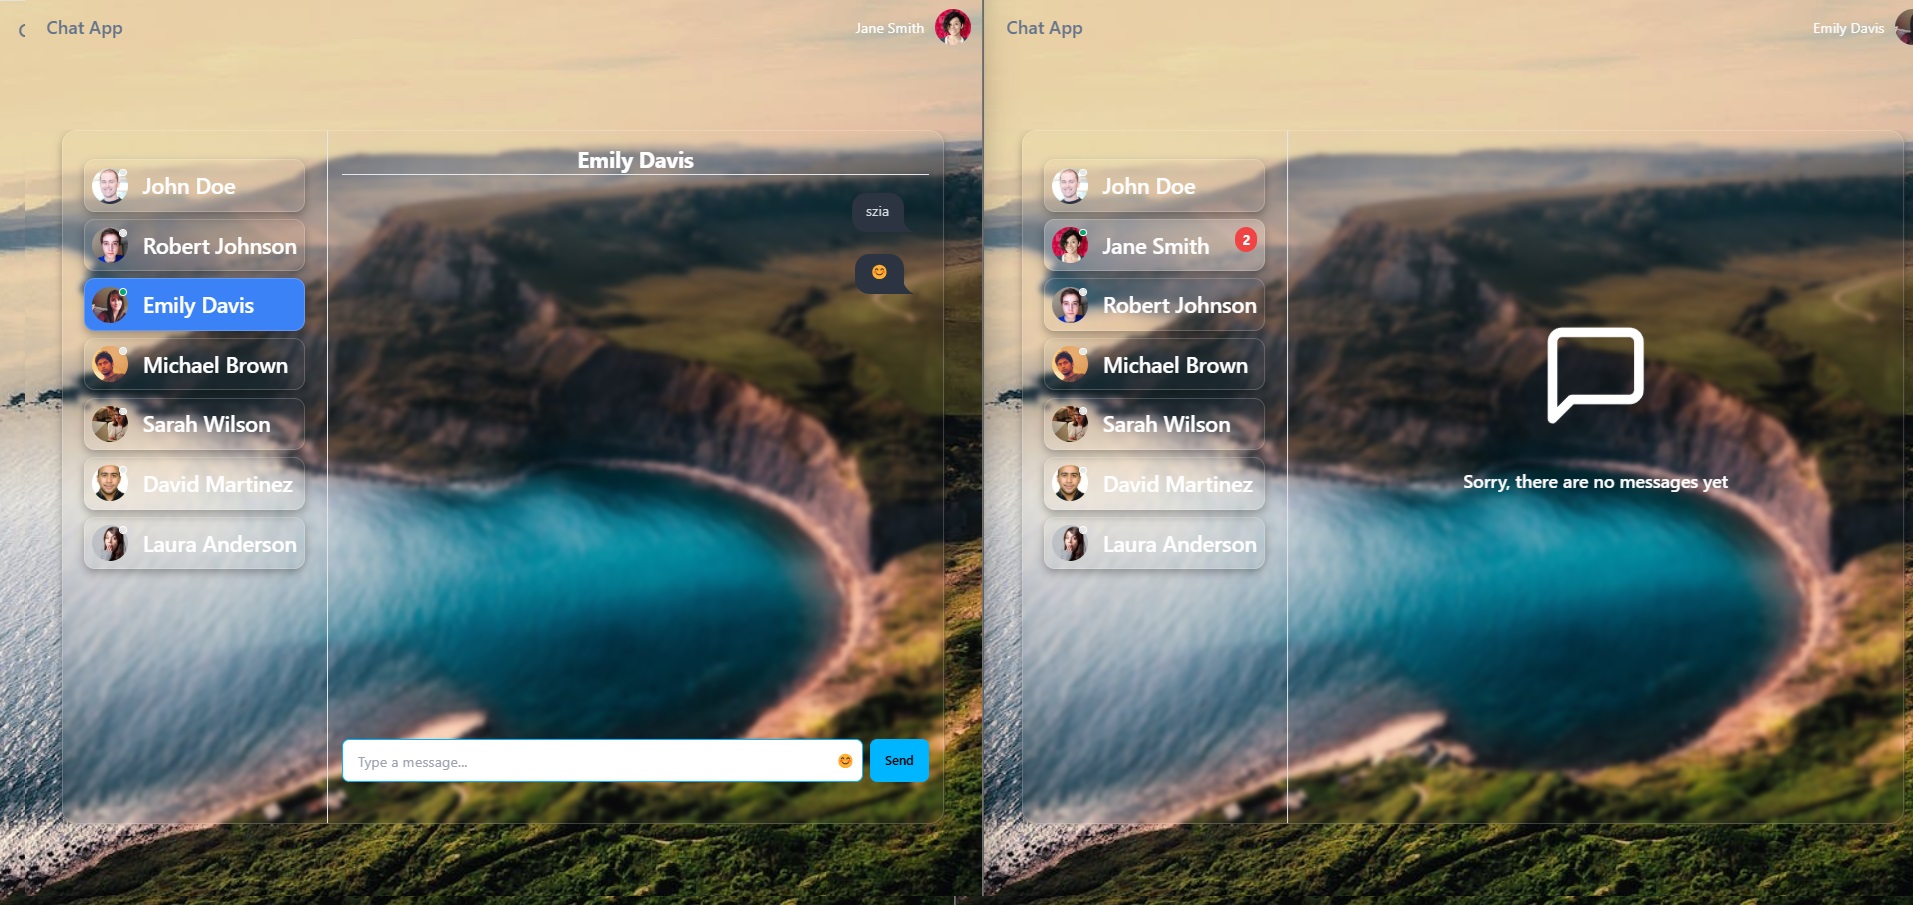 Chat App
Jane Smith
John Doe
Robert Johnson
Emily Davis
Michael Brown
Sarah Wilson
David Martinez
Laura Anderson
Emily Davis
szia
😊
Type a message... 😊
Send
Chat App
Emily Davis
John Doe
Jane Smith 2
Robert Johnson
Michael Brown
Sarah Wilson
David Martinez
Laura Anderson
Sorry, there are no messages yet